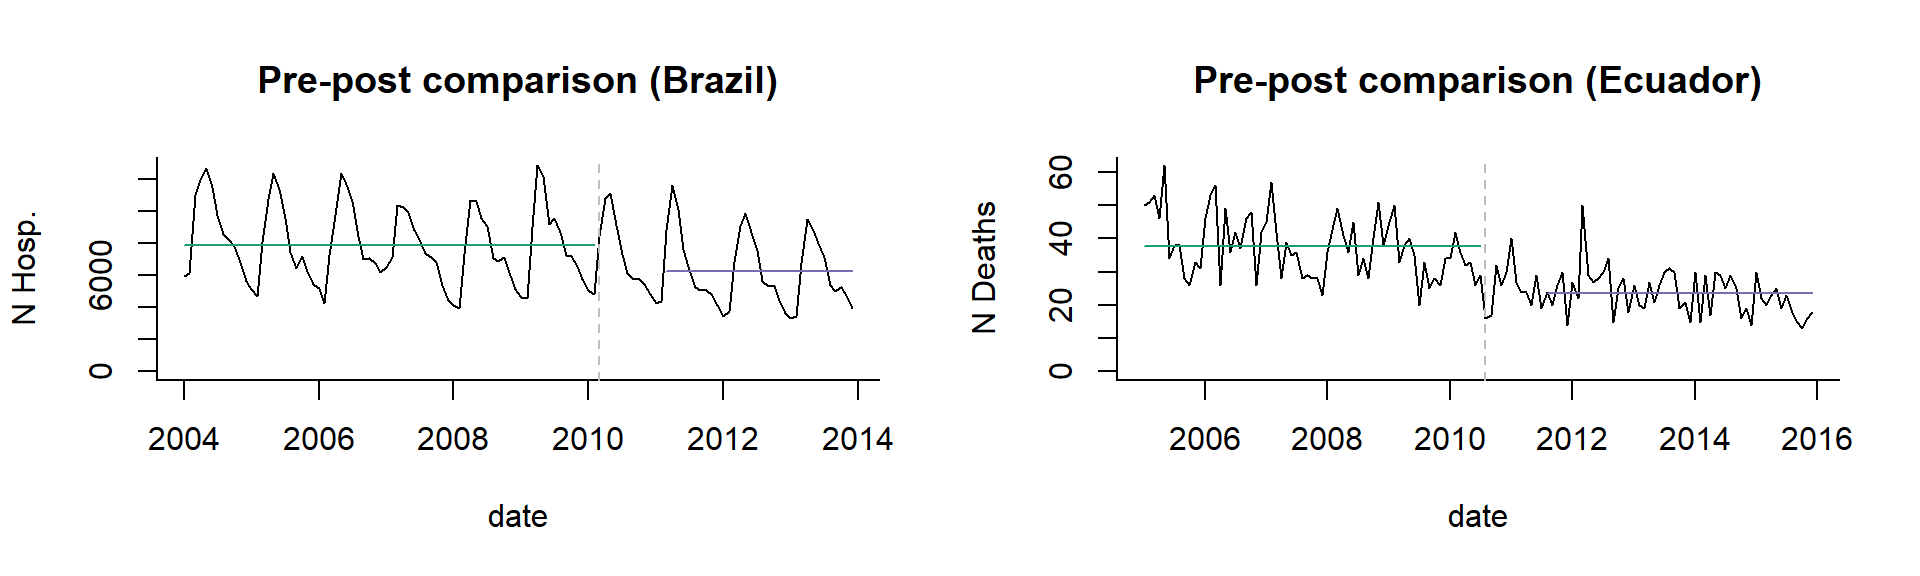 Pre-post comparison (Brazil)
N Hosp.
6000
0
2004 2006 2008 2010 2012 2014
date
Pre-post comparison (Ecuador)
N Deaths
60
40
20
0
2006 2008 2010 2012 2014 2016
date